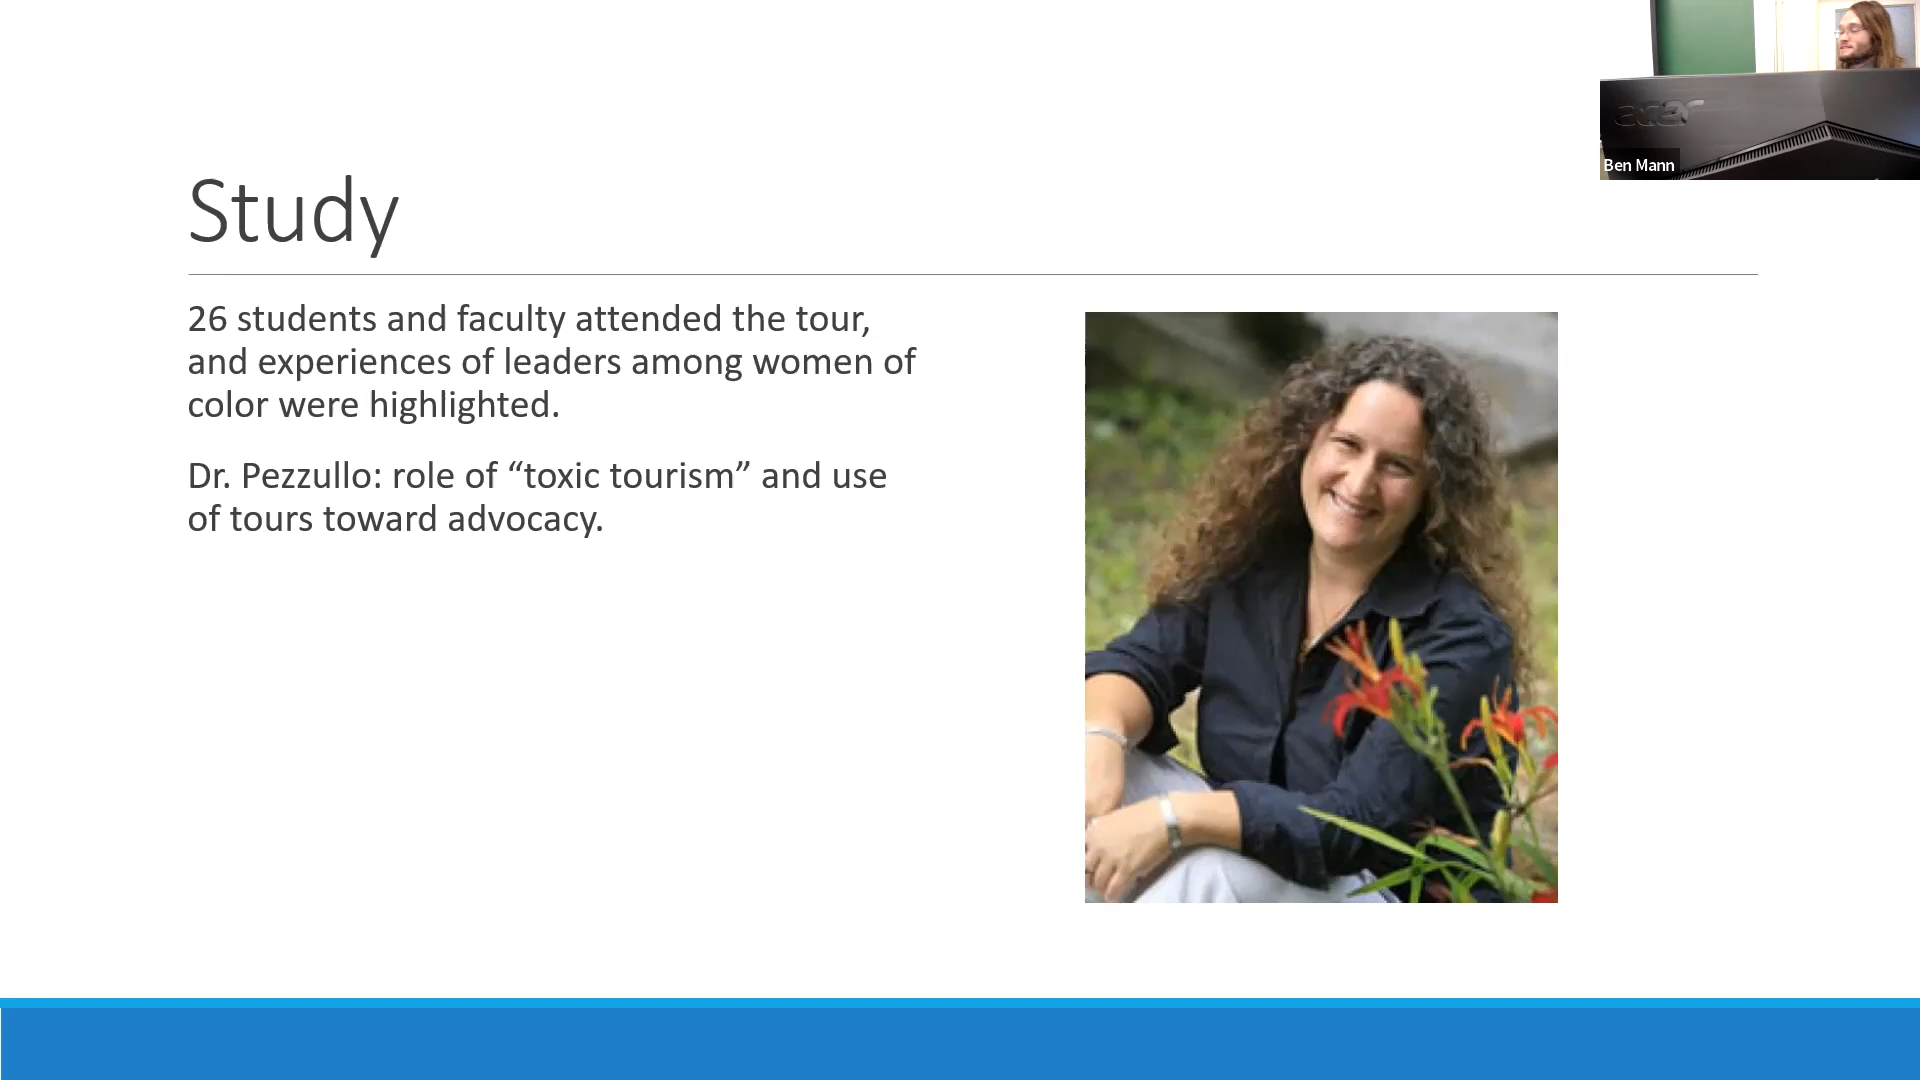 acer
Ben Mann
Study
26 students and faculty attended the tour,
and experiences of leaders among women of
color were highlighted.
Dr. Pezzullo: role of “toxic tourism” and use
of tours toward advocacy.